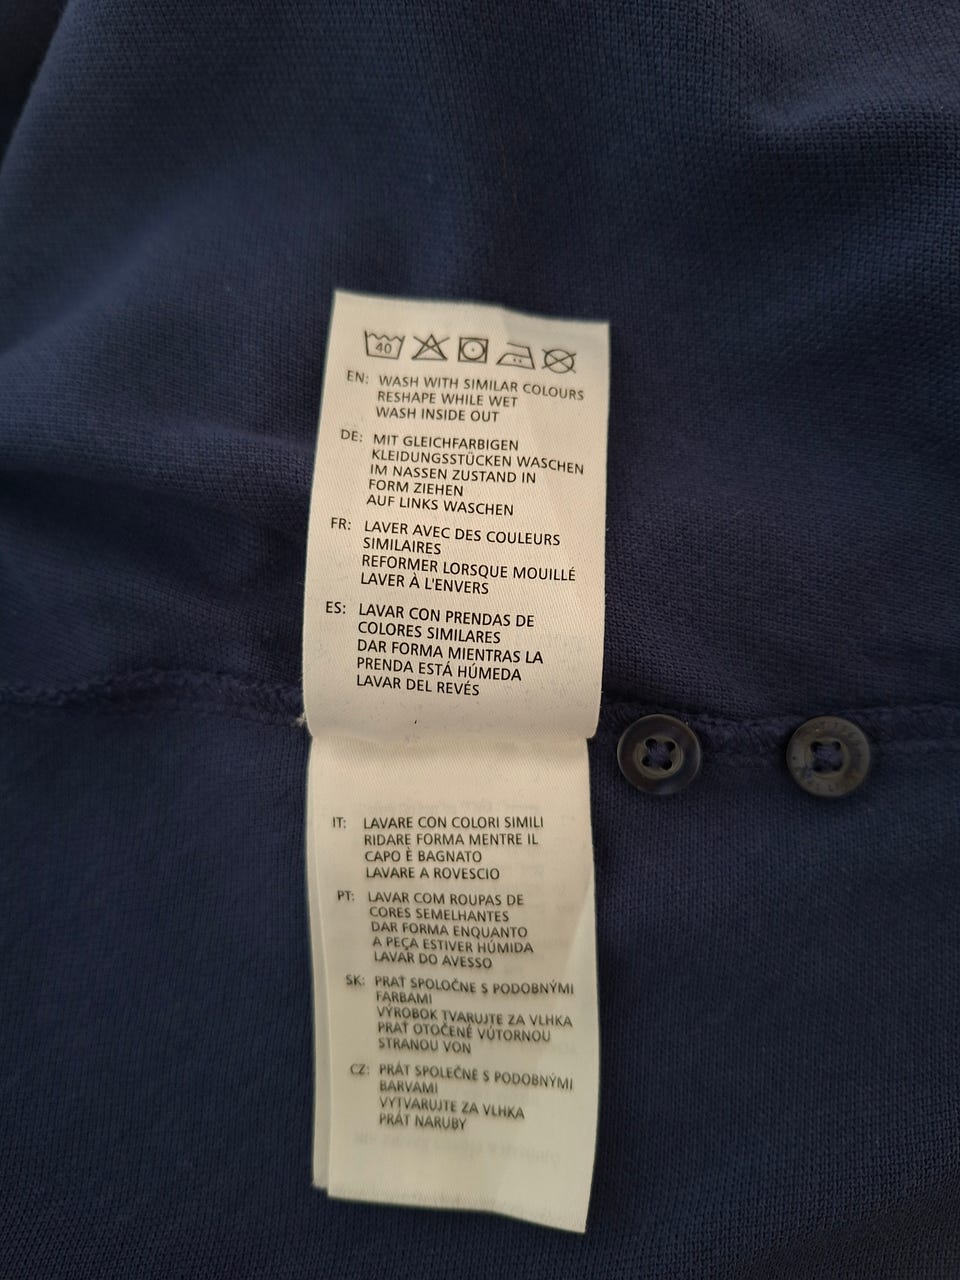 40
EN: WASH WITH SIMILAR COLOURS
RESHAPE WHILE WET
WASH INSIDE OUT
DE: MIT GLEICHFARBIGEN
KLEIDUNGSSTÜCKEN WASCHEN
IM NASSEN ZUSTAND IN
FORM ZIEHEN
AUF LINKS WASCHEN
FR: LAVER AVEC DES COULEURS
SIMILAIRES
REFORMER LORSQUE MOUILLÉ
LAVER À L'ENVERS
ES: LAVAR CON PRENDAS DE
COLORES SIMILARES
DAR FORMA MIENTRAS LA
PRENDA ESTÁ HÚMEDA
LAVAR DEL REVÉS
IT: LAVARE CON COLORI SIMILI
RIDARE FORMA MENTRE IL
CAPO È BAGNATO
LAVARE A ROVESCIO
PT: LAVAR COM ROUPAS DE
CORES SEMELHANTES
DAR FORMA ENQUANTO
A PEÇA ESTIVER HÚMIDA
LAVAR DO AVESSO
SK: PRAŤ SPOLOČNE S PODOBNÝMI
FARBAMI
VÝROBOK TVARUJTE ZA VLHKA
PRAŤ OTOČENÉ VÚTORNOU
STRANOU VON
CZ: PRÁT SPOLEČNĚ S PODOBNÝMI
BARVAMI
VYTVARUJTE ZA VLHKA
PRÁT NARUBY